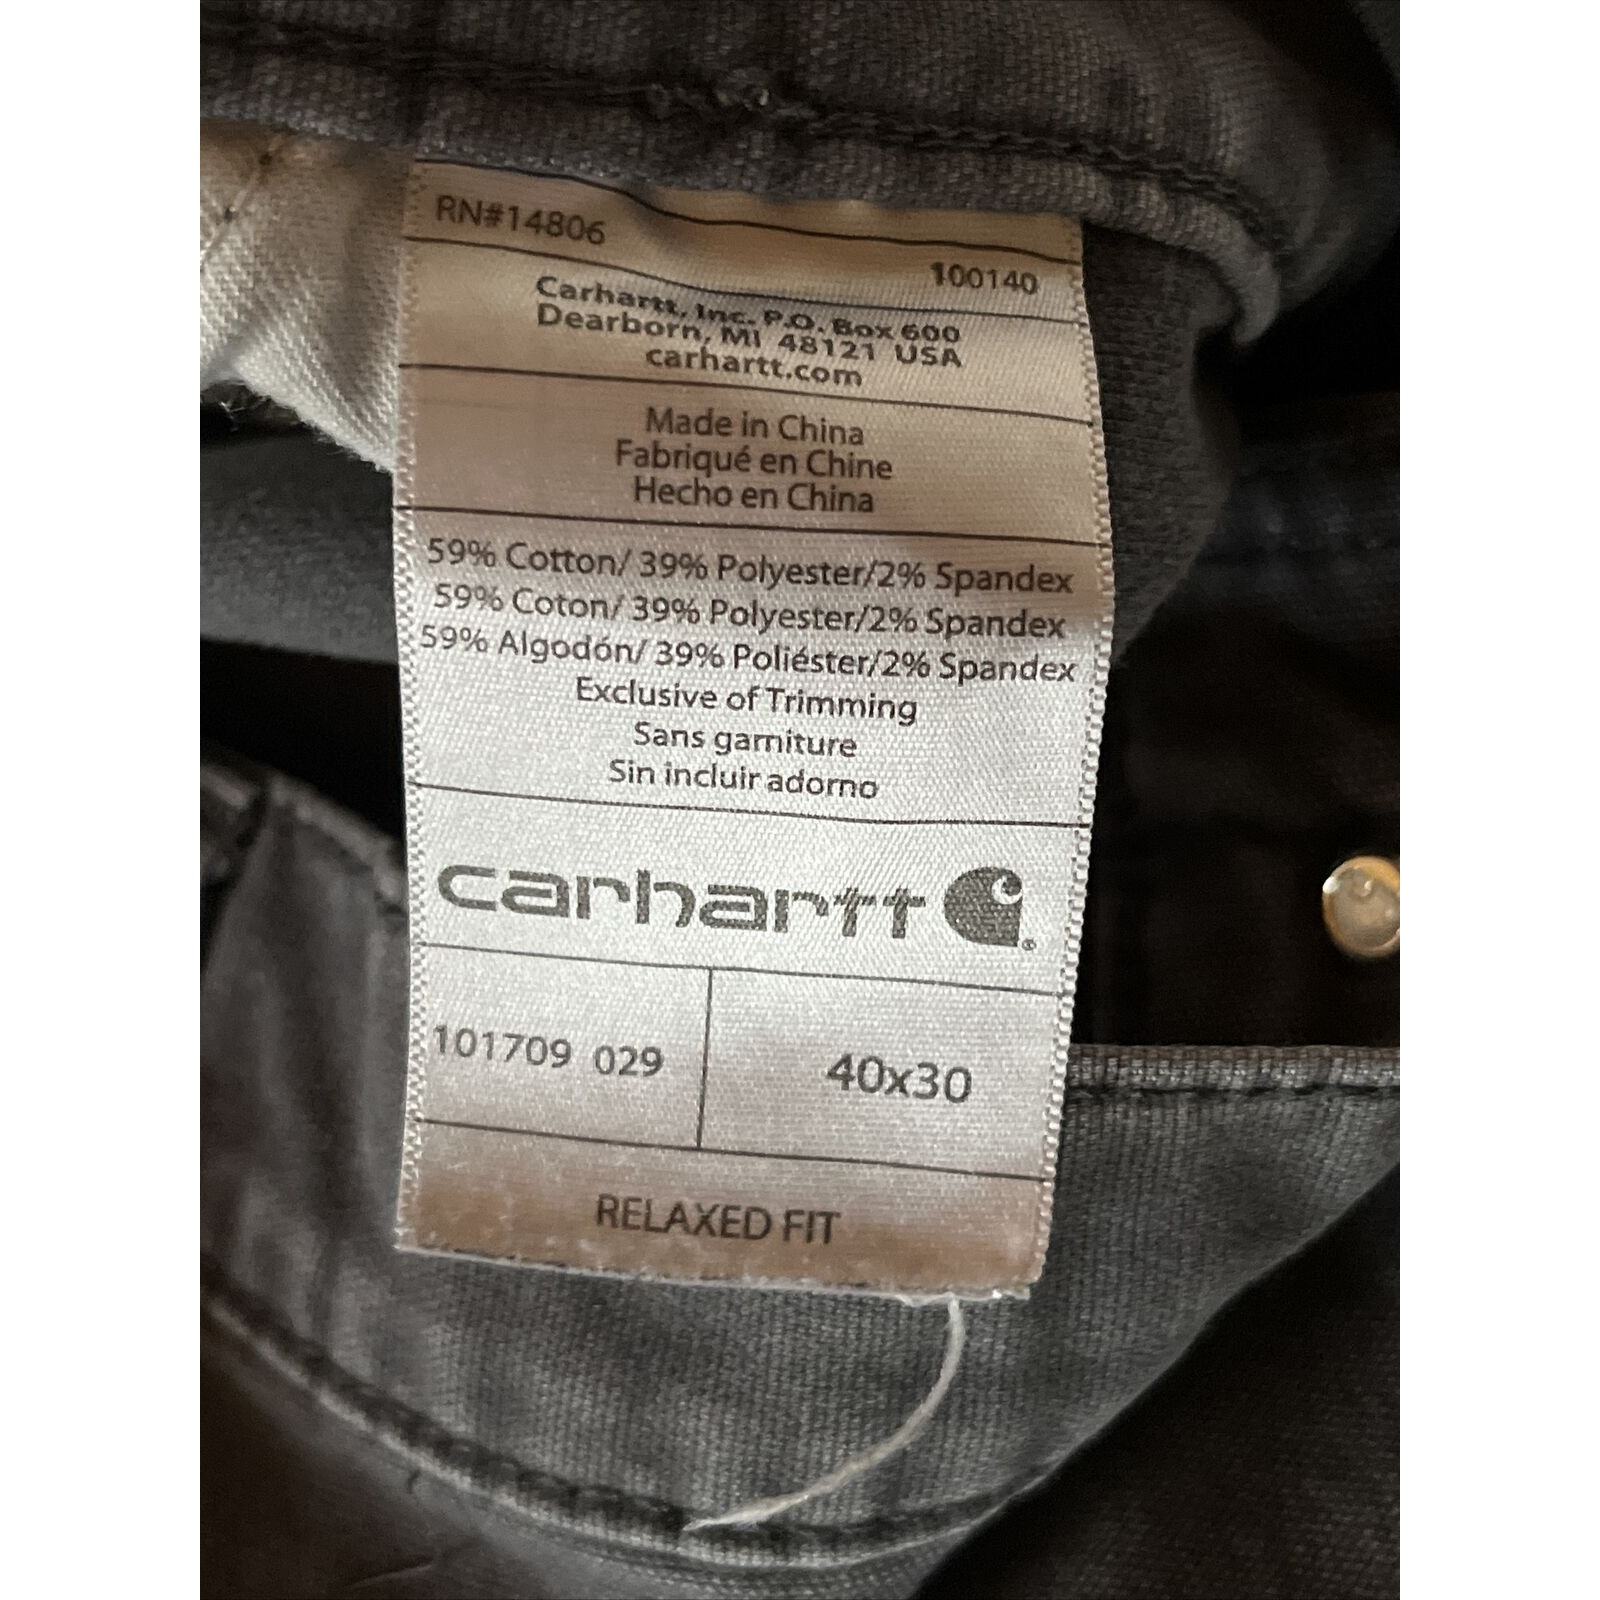 RN#14806
100140
Carhartt, Inc. P.O. Box 600
Dearborn, MI 48121 USA
carhartt.com
Made in China
Fabriqué en Chine
Hecho en China
59% Cotton/ 39% Polyester/2% Spandex
59% Coton/ 39% Polyester/2% Spandex
59% Algodón/ 39% Poliéster/2% Spandex
Exclusive of Trimming
Sans garniture
Sin incluir adorno
carhartt ®
101709 029
40x30
RELAXED FIT